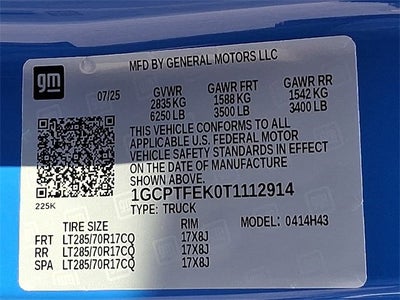 MFD BY GENERAL MOTORS LLC
gm
07/25 GVWR GAWR FRT GAWR RR
2835 KG 1588 KG 1542 KG
6250 LB 3500 LB 3400 LB
THIS VEHICLE CONFORMS TO ALL
APPLICABLE U.S. FEDERAL MOTOR
VEHICLE SAFETY STANDARDS IN EFFECT
ON THE DATE OF MANUFACTURE
SHOWN ABOVE.
225K
1GCPTFEK0T1112914
TYPE: TRUCK
TIRE SIZE RIM MODEL: 0414H43
FRT LT285/70R17CQ 17X8J
RR LT285/70R17CQ 17X8J
SPA LT285/70R17CQ 17X8J